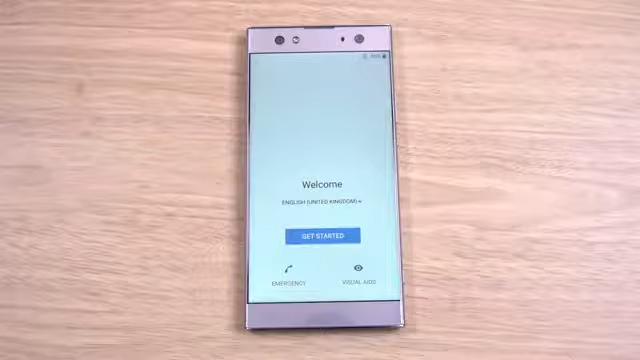 Welcome
ENGLISH (UNITED KINGDOM)
GET STARTED
EMERGENCY
VISUAL AIDS